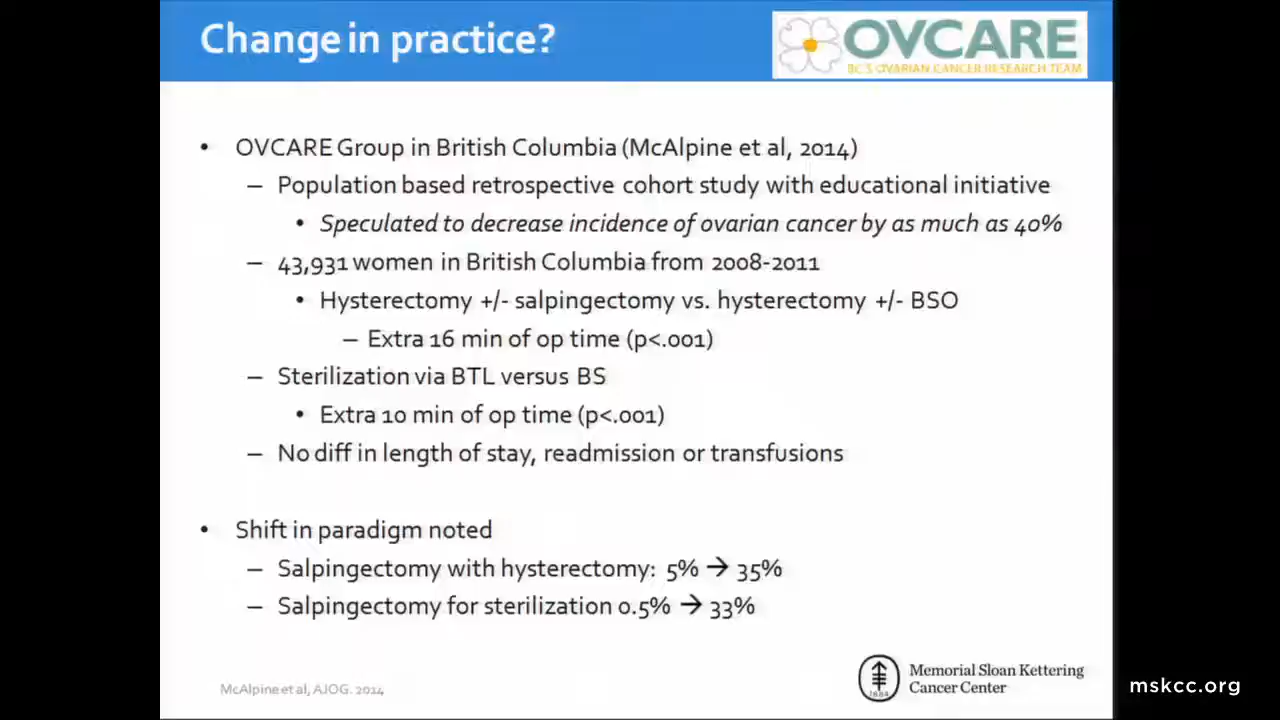 Change in practice?
OVCARE
BC'S OVARIAN CANCER RESEARCH TEAM
• OVCARE Group in British Columbia (McAlpine et al, 2014)
– Population based retrospective cohort study with educational initiative
• Speculated to decrease incidence of ovarian cancer by as much as 40%
– 43,931 women in British Columbia from 2008-2011
• Hysterectomy +/- salpingectomy vs. hysterectomy +/- BSO
– Extra 16 min of op time (p<.001)
– Sterilization via BTL versus BS
• Extra 10 min of op time (p<.001)
– No diff in length of stay, readmission or transfusions
• Shift in paradigm noted
– Salpingectomy with hysterectomy: 5% → 35%
– Salpingectomy for sterilization 0.5% → 33%
McAlpine et al, AJOG. 2014
1884
Memorial Sloan Kettering
Cancer Center
mskcc.org